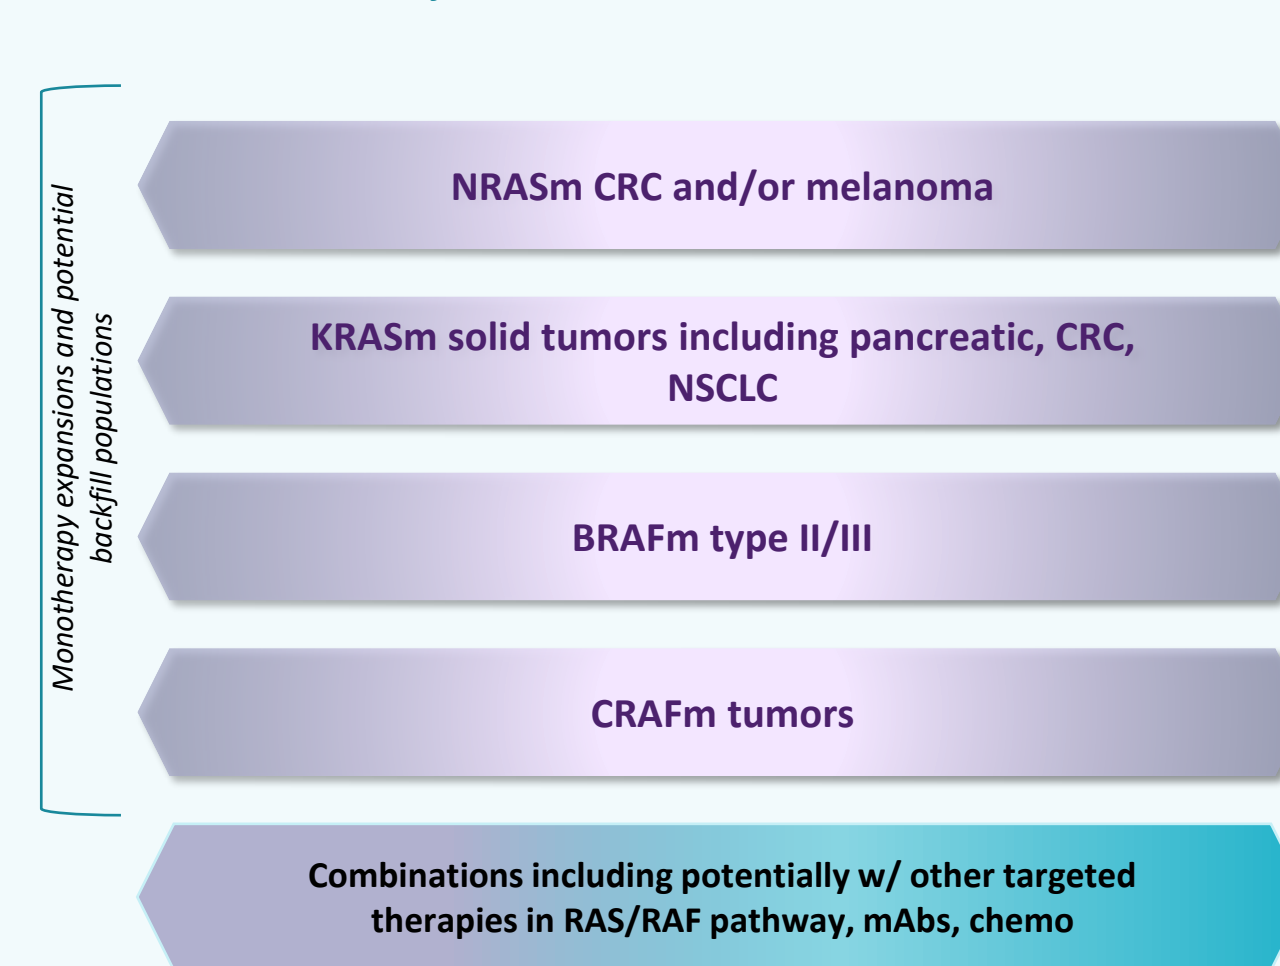 Monotherapy expansions and potential
backfill populations
NRASm CRC and/or melanoma
KRASm solid tumors including pancreatic, CRC,
NSCLC
BRAFm type II/III
CRAFm tumors
Combinations including potentially w/ other targeted
therapies in RAS/RAF pathway, mAbs, chemo